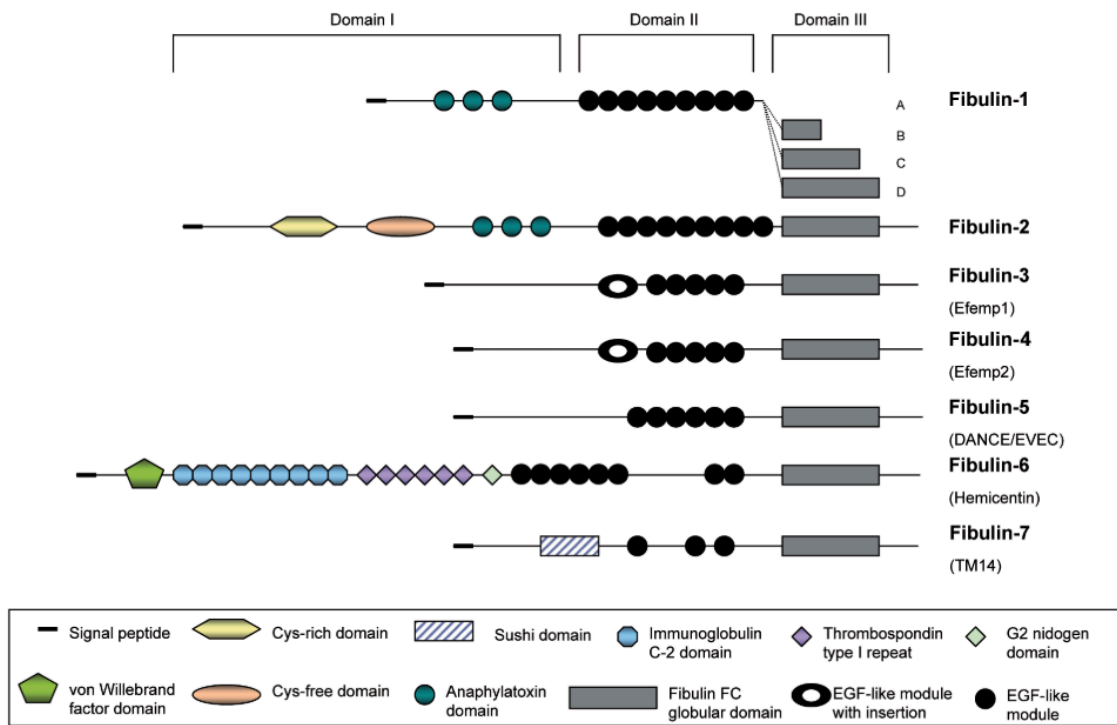 Domain I
Domain II
Domain III
A
Fibulin-1
B
C
D
Fibulin-2
Fibulin-3
(Efemp1)
Fibulin-4
(Efemp2)
Fibulin-5
(DANCE/EVEC)
Fibulin-6
(Hemicentin)
Fibulin-7
(TM14)
Signal peptide
Cys-rich domain
Sushi domain
Immunoglobulin
C-2 domain
Thrombospondin
type I repeat
G2 nidogen
domain
von Willebrand
factor domain
Cys-free domain
Anaphylatoxin
domain
Fibulin FC
globular domain
EGF-like module
with insertion
EGF-like
module